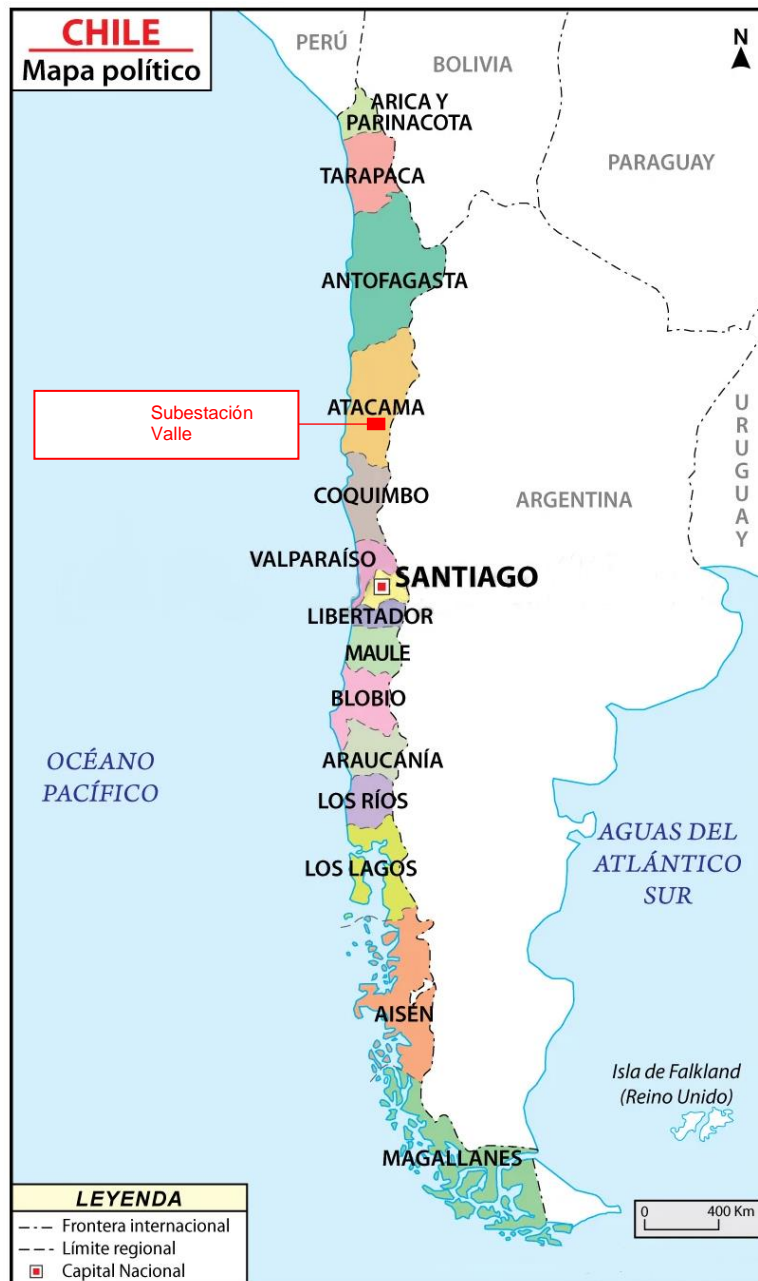 CHILE
Mapa político
PERÚ
BOLIVIA
N
ARICA Y
PARINACOTA
PARAGUAY
TARAPACA
ANTOFAGASTA
Subestación
Valle
ATACAMA
URUGUAY
COQUIMBO
ARGENTINA
VALPARAÍSO
SANTIAGO
LIBERTADOR
MAULE
BLOBIO
OCÉANO
PACÍFICO
ARAUCANÍA
LOS RÍOS
AGUAS DEL
ATLÁNTICO
SUR
LOS LAGOS
AISÉN
Isla de Falkland
(Reino Unido)
MAGALLANES
LEYENDA
Frontera internacional
Límite regional
Capital Nacional
0 400 Km